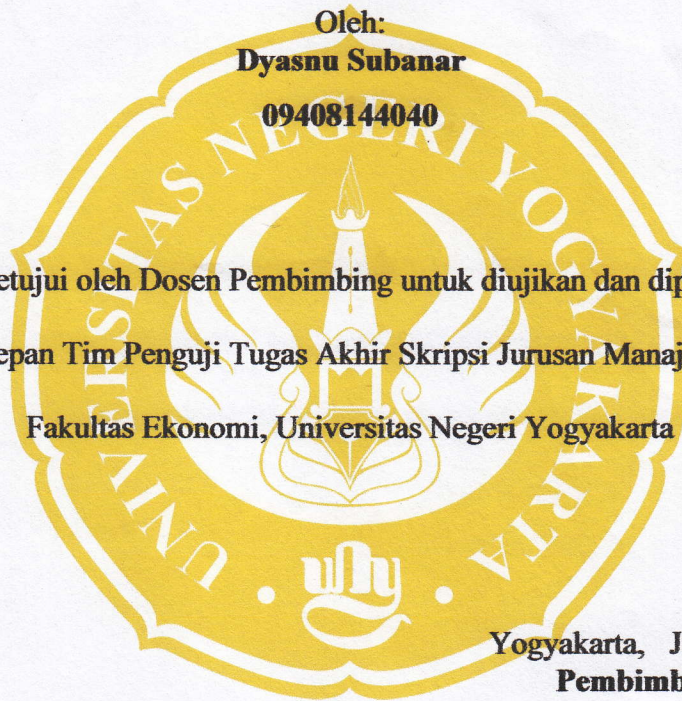 Oleh:
Dyasnu Subanar
09408144040
UNIVERSITAS NEGERI YOGYAKARTA
etujui oleh Dosen Pembimbing untuk diujikan dan dip
epan Tim Penguji Tugas Akhir Skripsi Jurusan Manaj
Fakultas Ekonomi, Universitas Negeri Yogyakarta
uny
Yogyakarta, J
Pembimb